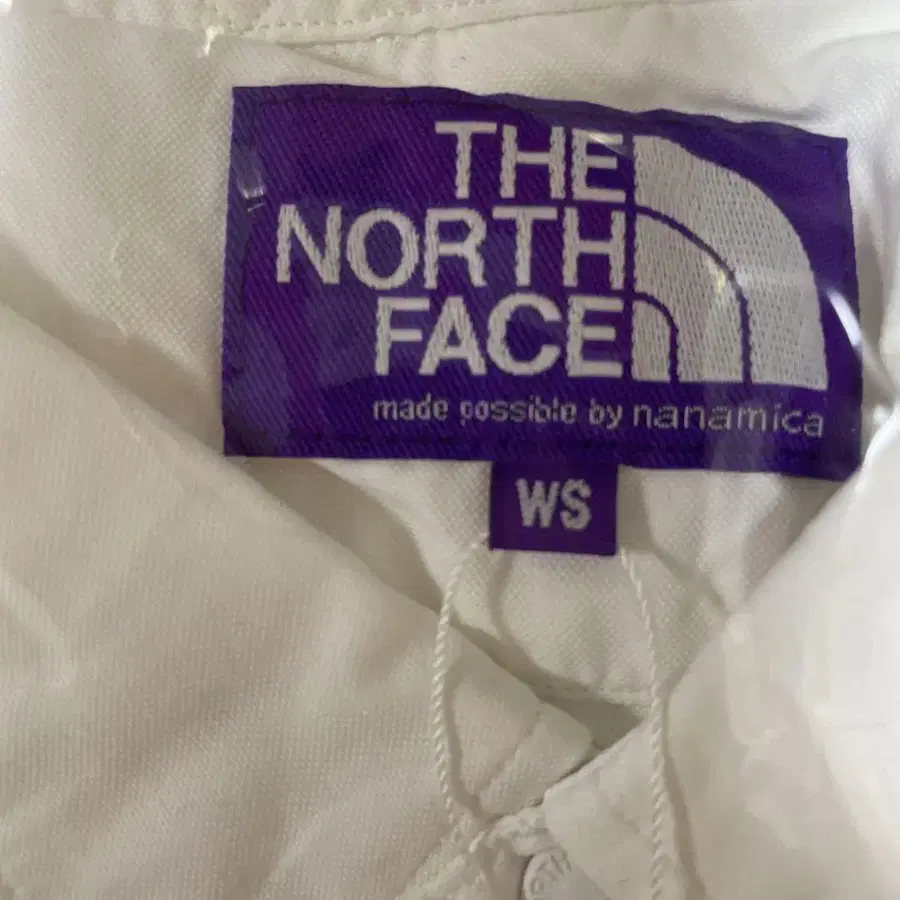 THE
NORTH
FACE
made possible by nanamica
WS